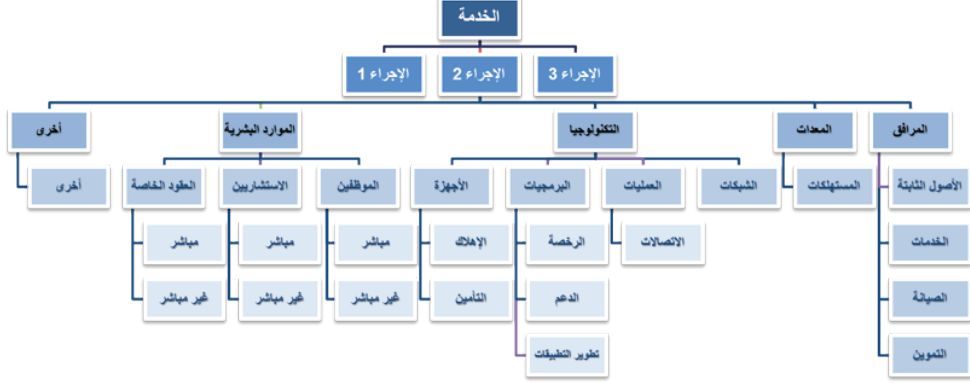 الخدمة
الإجراء 3
الإجراء 2
الإجراء 1
المرافق
المعدات
التكنولوجيا
الموارد البشرية
أخرى
الأصول الثابتة
المستهلكات
الشبكات
العمليات
البرمجيات
الأجهزة
الموظفين
الاستشاريين
العقود الخاصة
أخرى
الخدمات
الاتصالات
الرخصة
الإهلاك
مباشر
مباشر
مباشر
الصيانة
الدعم
التأمين
غير مباشر
غير مباشر
غير مباشر
التموين
تطوير التطبيقات